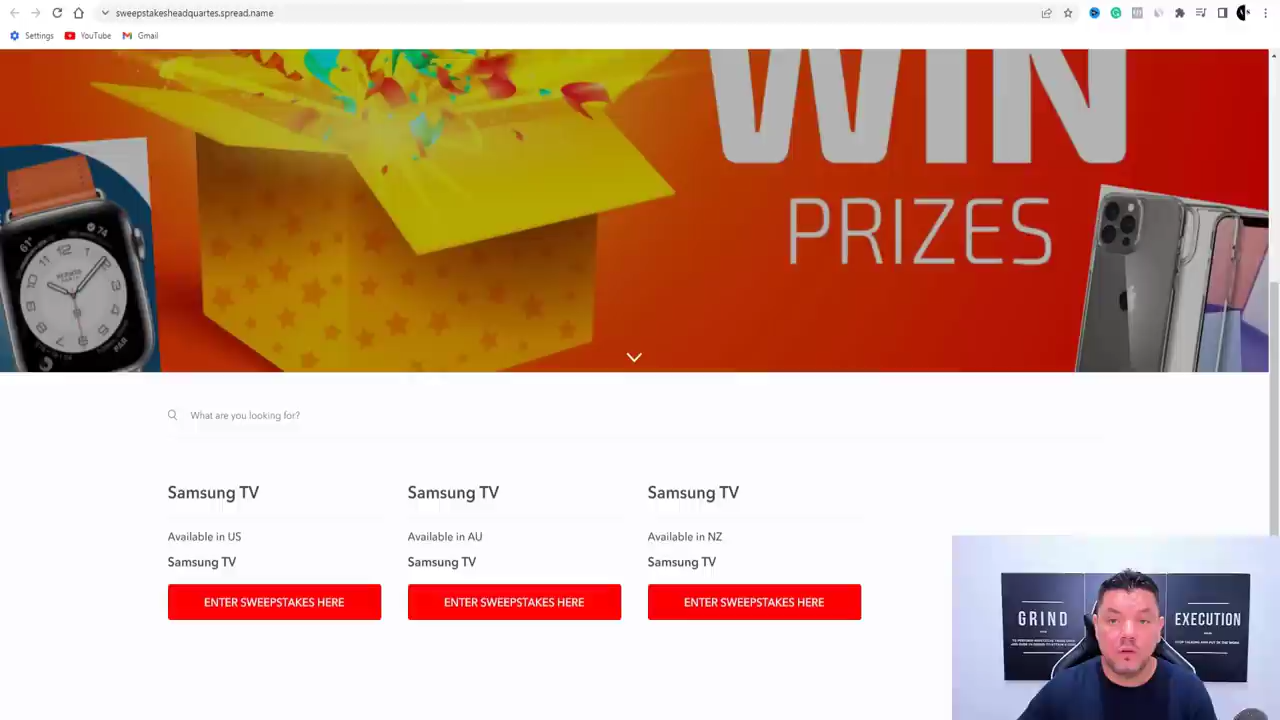 sweepstakesheadquartes.spread.name
Settings
YouTube
Gmail
WIN
PRIZES
What are you looking for?
Samsung TV
Available in US
Samsung TV
ENTER SWEEPSTAKES HERE
Samsung TV
Available in AU
Samsung TV
ENTER SWEEPSTAKES HERE
Samsung TV
Available in NZ
Samsung TV
ENTER SWEEPSTAKES HERE
GRIND
EXECUTION